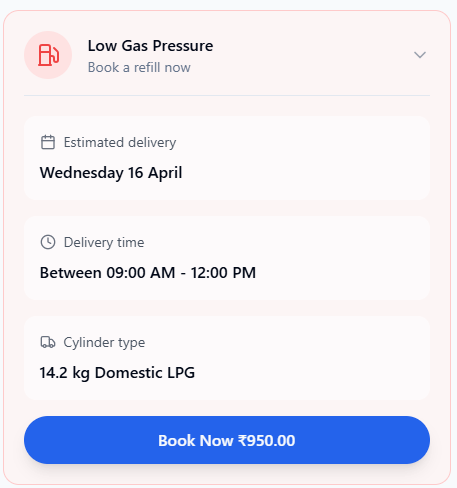 Low Gas Pressure
Book a refill now
Estimated delivery
Wednesday 16 April
Delivery time
Between 09:00 AM - 12:00 PM
Cylinder type
14.2 kg Domestic LPG
Book Now ₹950.00